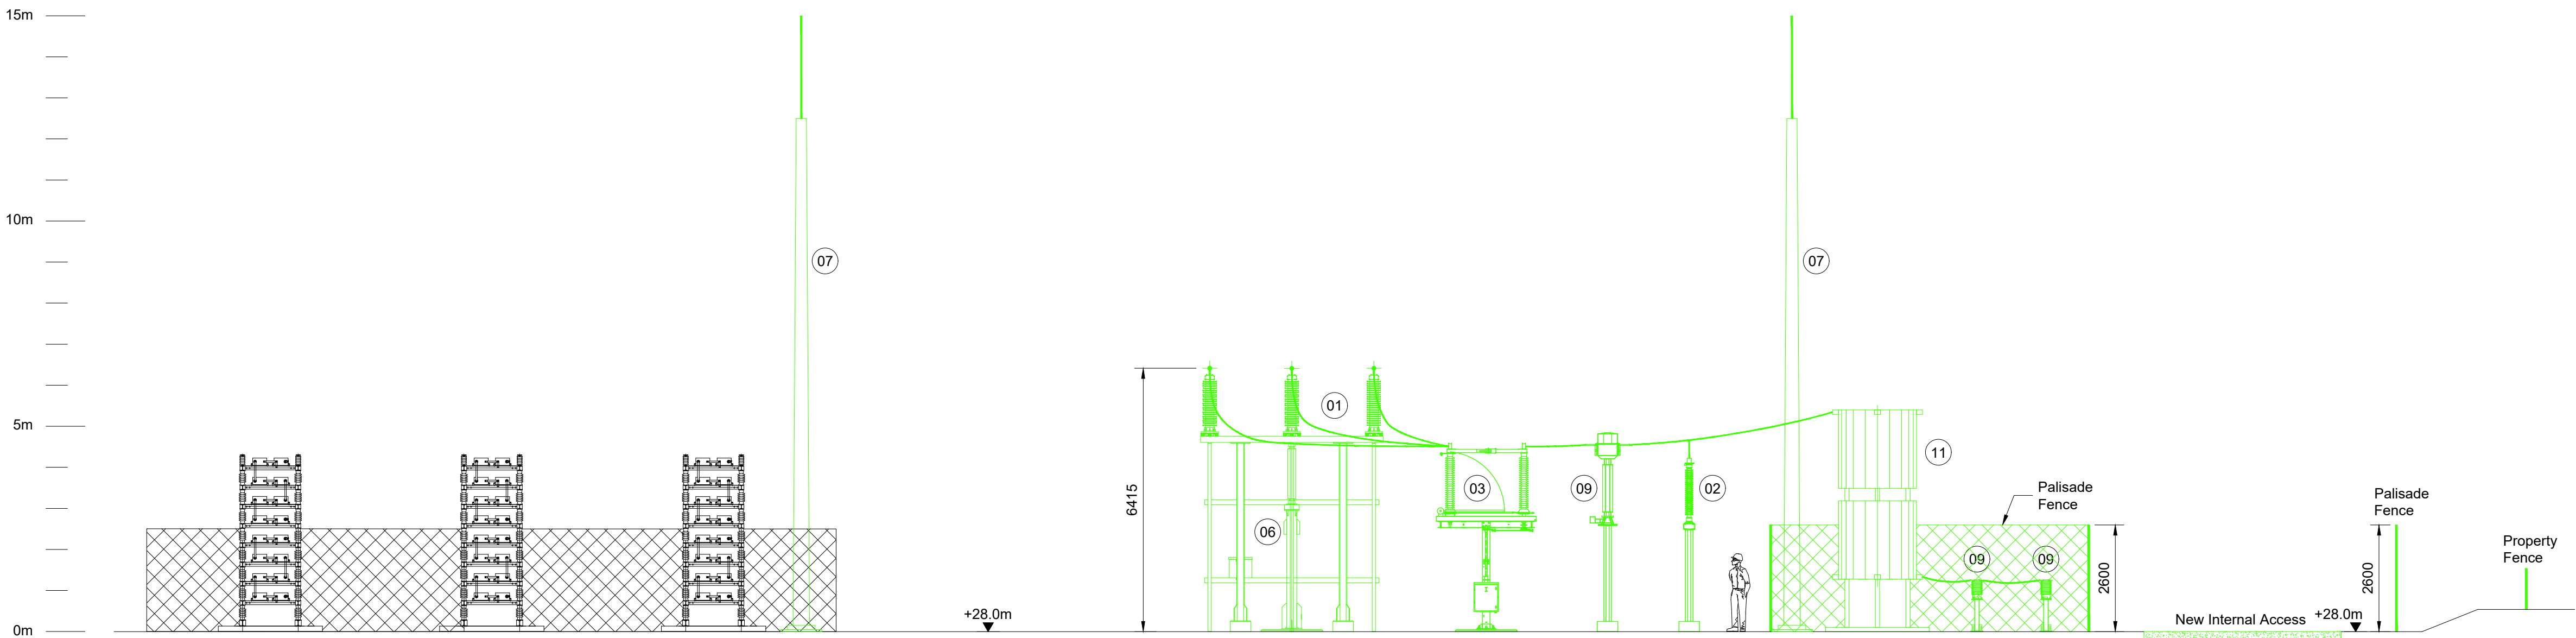 15m
10m
5m
0m
07
+28.0m
6415
01
06
03
09
02
07
11
Palisade
Fence
09
09
2600
New Internal Access
+28.0m
2600
Palisade
Fence
Property
Fence